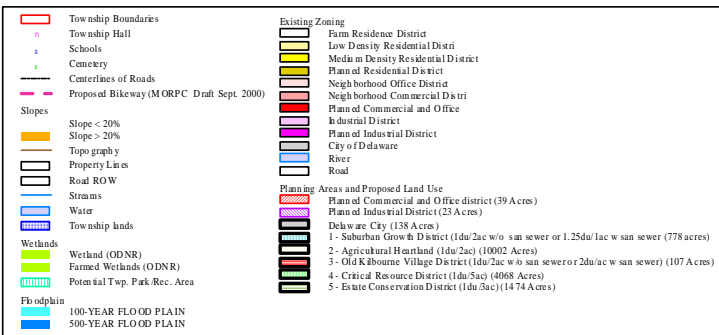 Township Boundaries
Township Hall
Schools
Cemetery
Centerlines of Roads
Proposed Bikeway (MORPC Draft Sept. 2000)
Slopes
Slope < 20%
Slope > 20%
Topography
Property Lines
Road ROW
Streams
Water
Township lands
Wetlands
Wetland (ODNR)
Farmed Wetlands (ODNR)
Potential Twp. Park/Rec. Area
Floodplain
100-YEAR FLOOD PLAIN
500-YEAR FLOOD PLAIN
Existing Zoning
Farm Residence District
Low Density Residential Distri
Medium Density Residential District
Planned Residential District
Neighborhood Office District
Neighborhood Commercial Distri
Planned Commercial and Office
Industrial District
Planned Industrial District
City of Delaware
River
Road
Planning Areas and Proposed Land Use
Planned Commercial and Office district (39 Acres)
Planned Industrial District (23 Acres)
Delaware City (138 Acres)
1 - Suburban Growth District (1du/2ac w/o san sewer or 1.25du/1ac w san sewer (778 acres)
2 - Agricultural Heartland (1du/2ac) (10002 Acres)
3 - Old Kilbourne Village District (1du/2ac w/o san sewer or 2du/ac w san sewer) (107 Acres)
4 - Critical Resource District (1du/5ac) (4068 Acres)
5 - Estate Conservation District (1du/3ac) (1474 Acres)